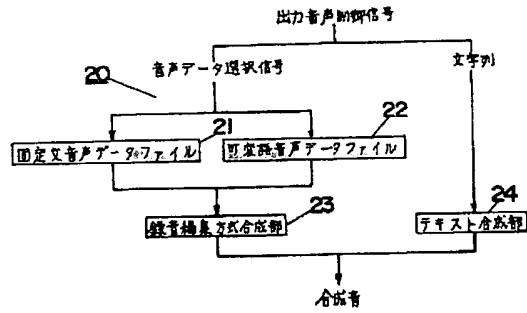 出力音声制御信号
音声データ選択信号
文字列
20
21
22
固定文音声データファイル
可変語音声データファイル
23
24
録音編集方式合成部
テキスト合成部
合成音